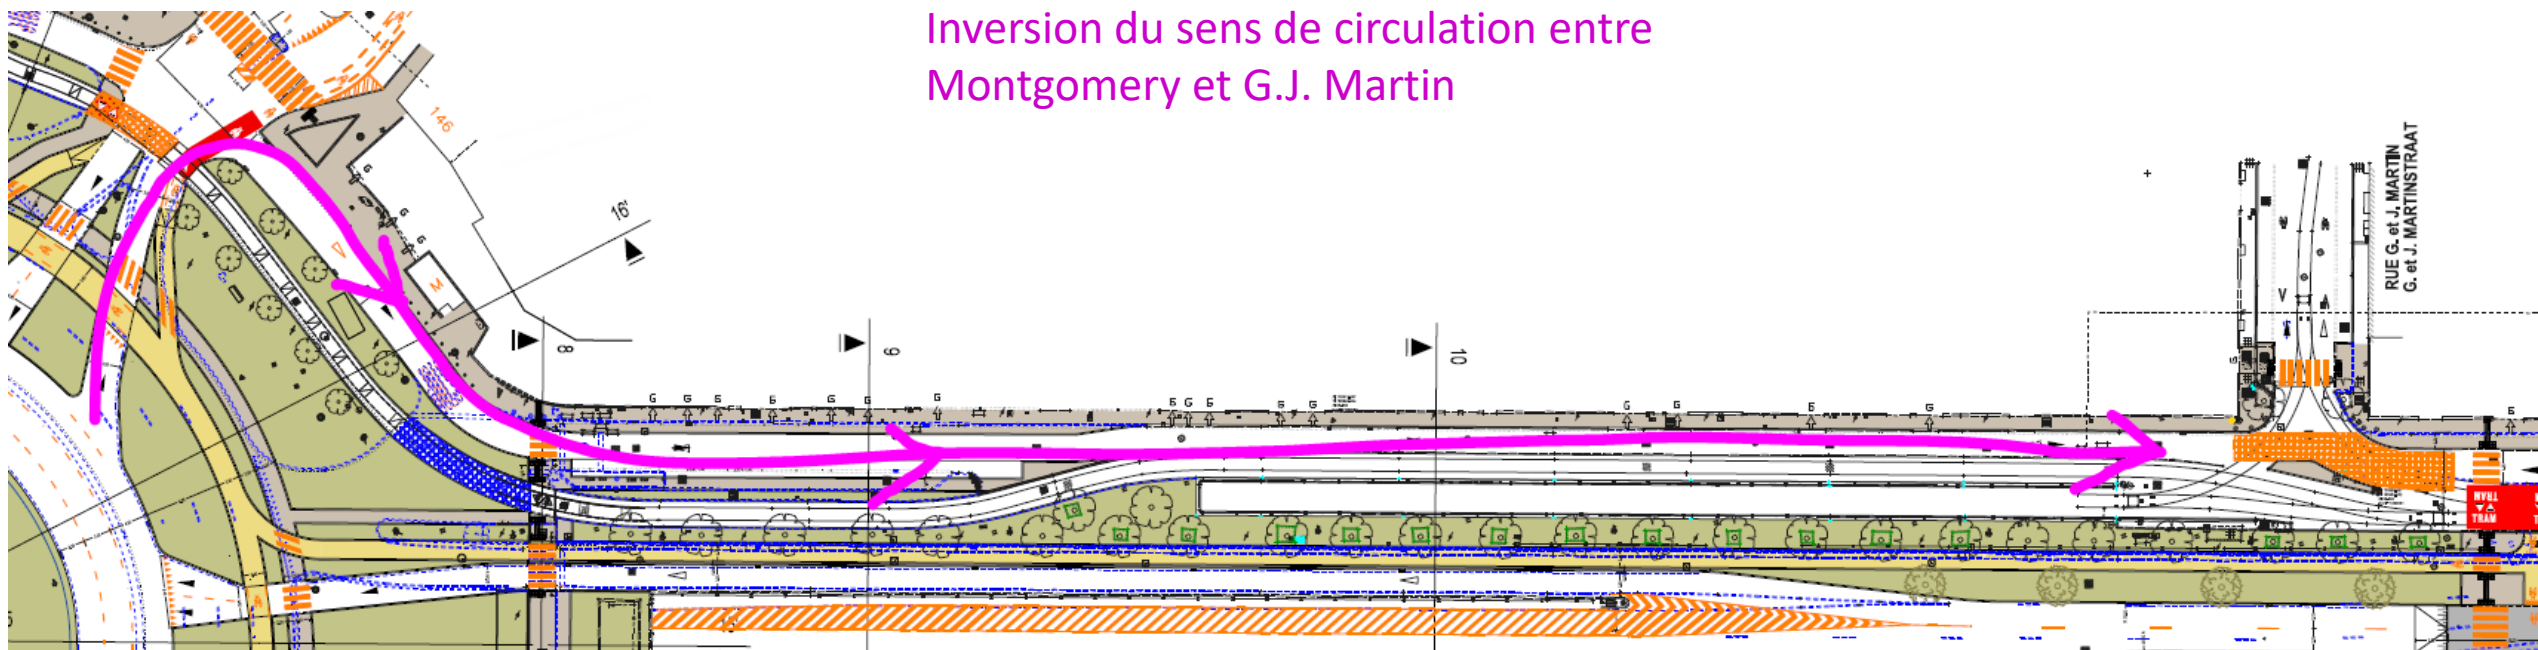 Inversion du sens de circulation entre
Montgomery et G.J. Martin
146
16'
M
8
9
10
G
G
G
RUE G. et J. MARTIN
G. et J. MARTINSTRAAT
TRAM
TRAM